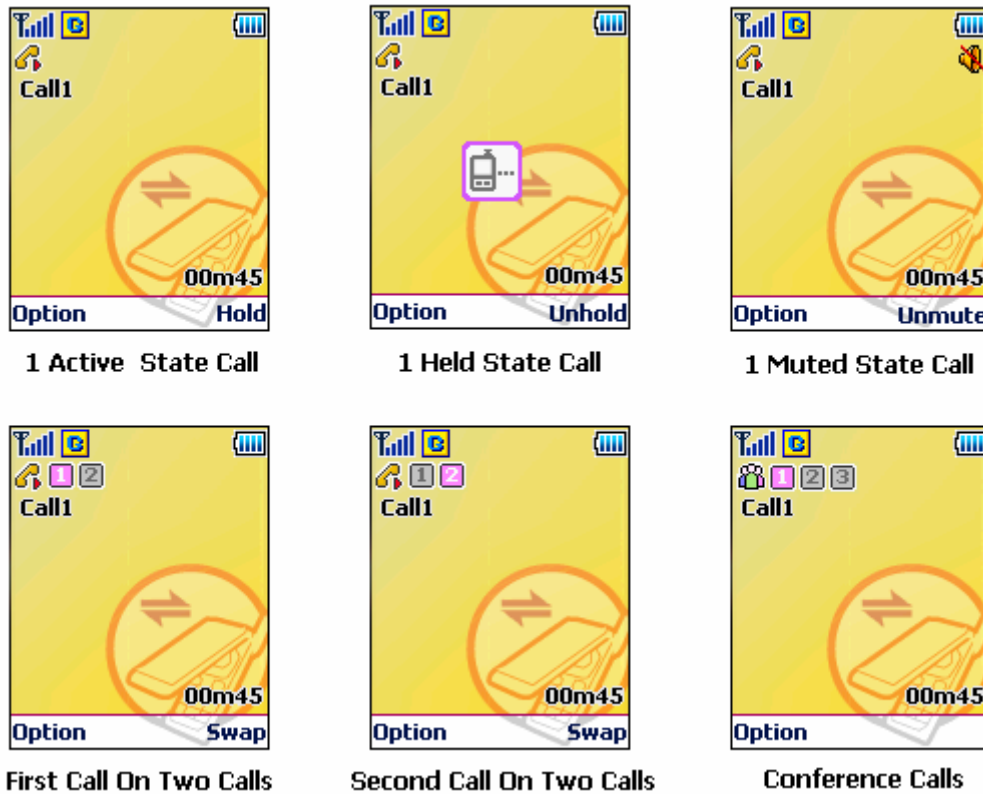 Call1
00m45
Option Hold
1 Active State Call
Call1
00m45
Option Unhold
1 Held State Call
Call1
00m45
Option Unmute
1 Muted State Call
1 2
Call1
00m45
Option Swap
First Call On Two Calls
1 2
Call1
00m45
Option Swap
Second Call On Two Calls
1 2 3
Call1
00m45
Option
Conference Calls